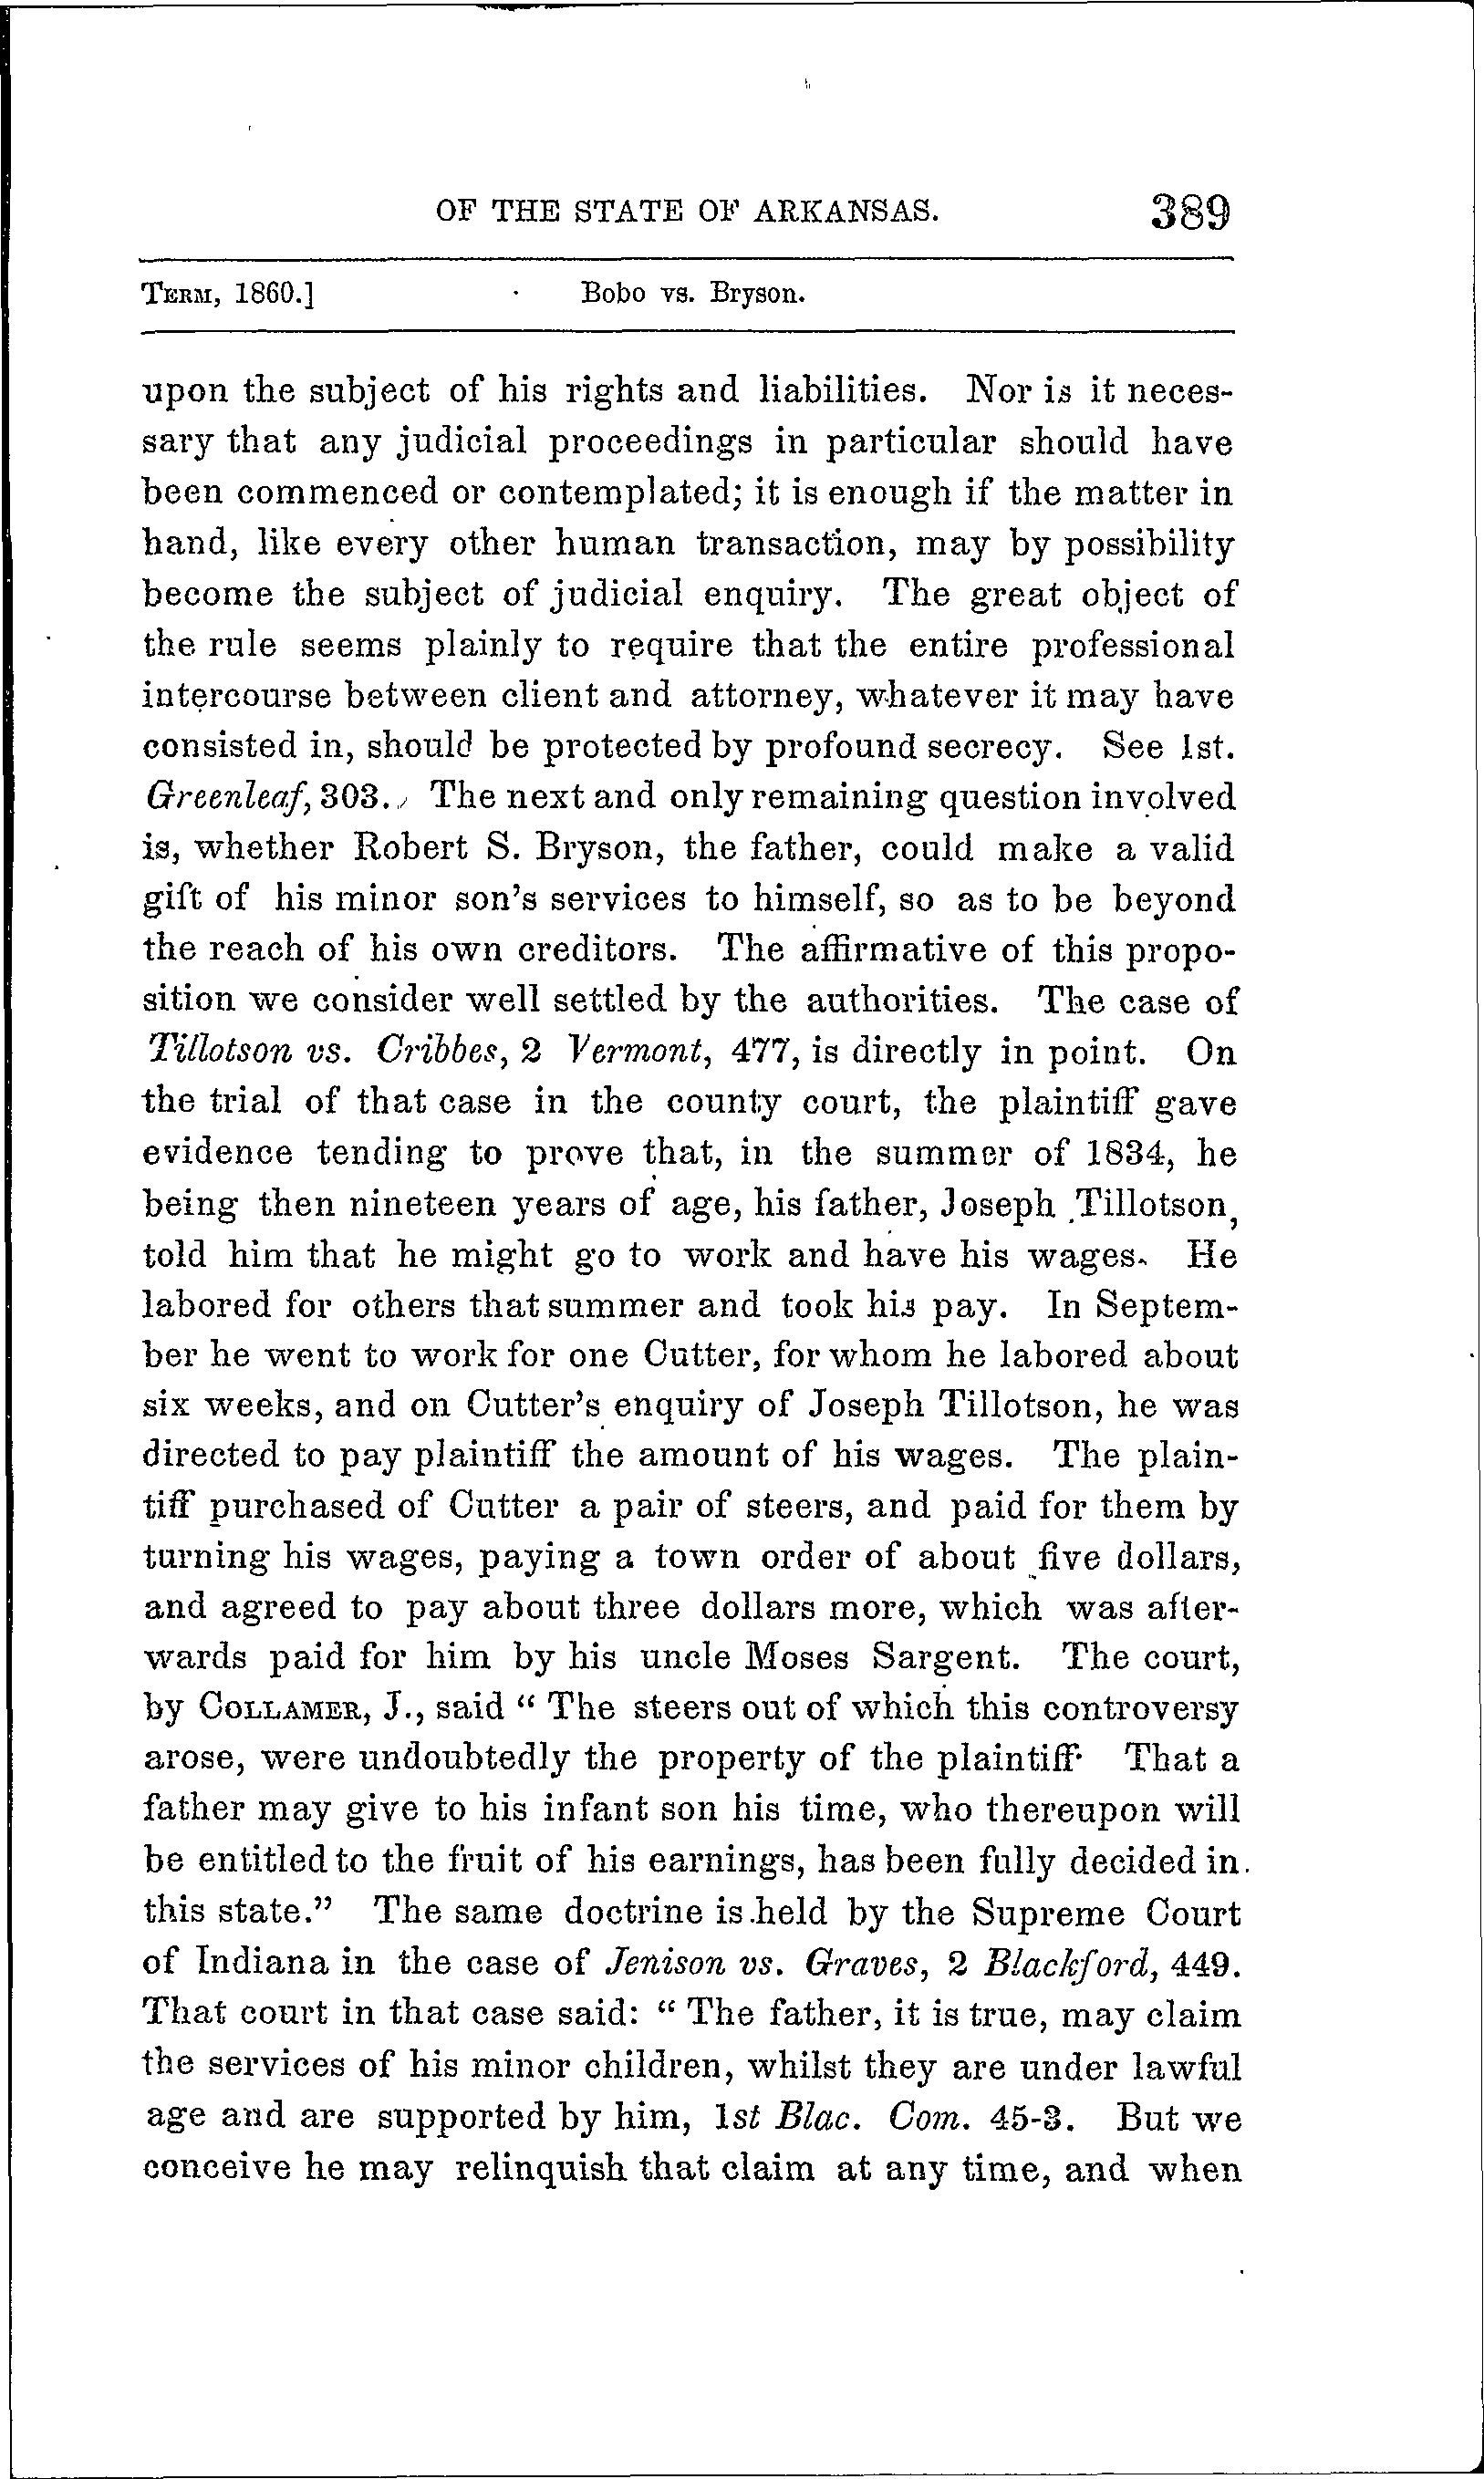 OF THE STATE OF ARKANSAS. 389
TERM, 1860.] Bobo vs. Bryson.
upon the subject of his rights and liabilities. Nor is it neces-
sary that any judicial proceedings in particular should have
been commenced or contemplated; it is enough if the matter in
hand, like every other human transaction, may by possibility
become the subject of judicial enquiry. The great object of
the rule seems plainly to require that the entire professional
intercourse between client and attorney, whatever it may have
consisted in, should be protected by profound secrecy. See 1st.
Greenleaf, 303. The next and only remaining question involved
is, whether Robert S. Bryson, the father, could make a valid
gift of his minor son's services to himself, so as to be beyond
the reach of his own creditors. The affirmative of this propo-
sition we consider well settled by the authorities. The case of
Tillotson vs. Cribbes, 2 Vermont, 477, is directly in point. On
the trial of that case in the county court, the plaintiff gave
evidence tending to prove that, in the summer of 1834, he
being then nineteen years of age, his father, Joseph Tillotson,
told him that he might go to work and have his wages. He
labored for others that summer and took his pay. In Septem-
ber he went to work for one Cutter, for whom he labored about
six weeks, and on Cutter's enquiry of Joseph Tillotson, he was
directed to pay plaintiff the amount of his wages. The plain-
tiff purchased of Cutter a pair of steers, and paid for them by
turning his wages, paying a town order of about five dollars,
and agreed to pay about three dollars more, which was after-
wards paid for him by his uncle Moses Sargent. The court,
by COLLAMER, J., said " The steers out of which this controversy
arose, were undoubtedly the property of the plaintiff. That a
father may give to his infant son his time, who thereupon will
be entitled to the fruit of his earnings, has been fully decided in
this state." The same doctrine is held by the Supreme Court
of Indiana in the case of Jenison vs. Graves, 2 Blackford, 449.
That court in that case said: " The father, it is true, may claim
the services of his minor children, whilst they are under lawful
age and are supported by him, 1st Blac. Com. 45-3. But we
conceive he may relinquish that claim at any time, and when